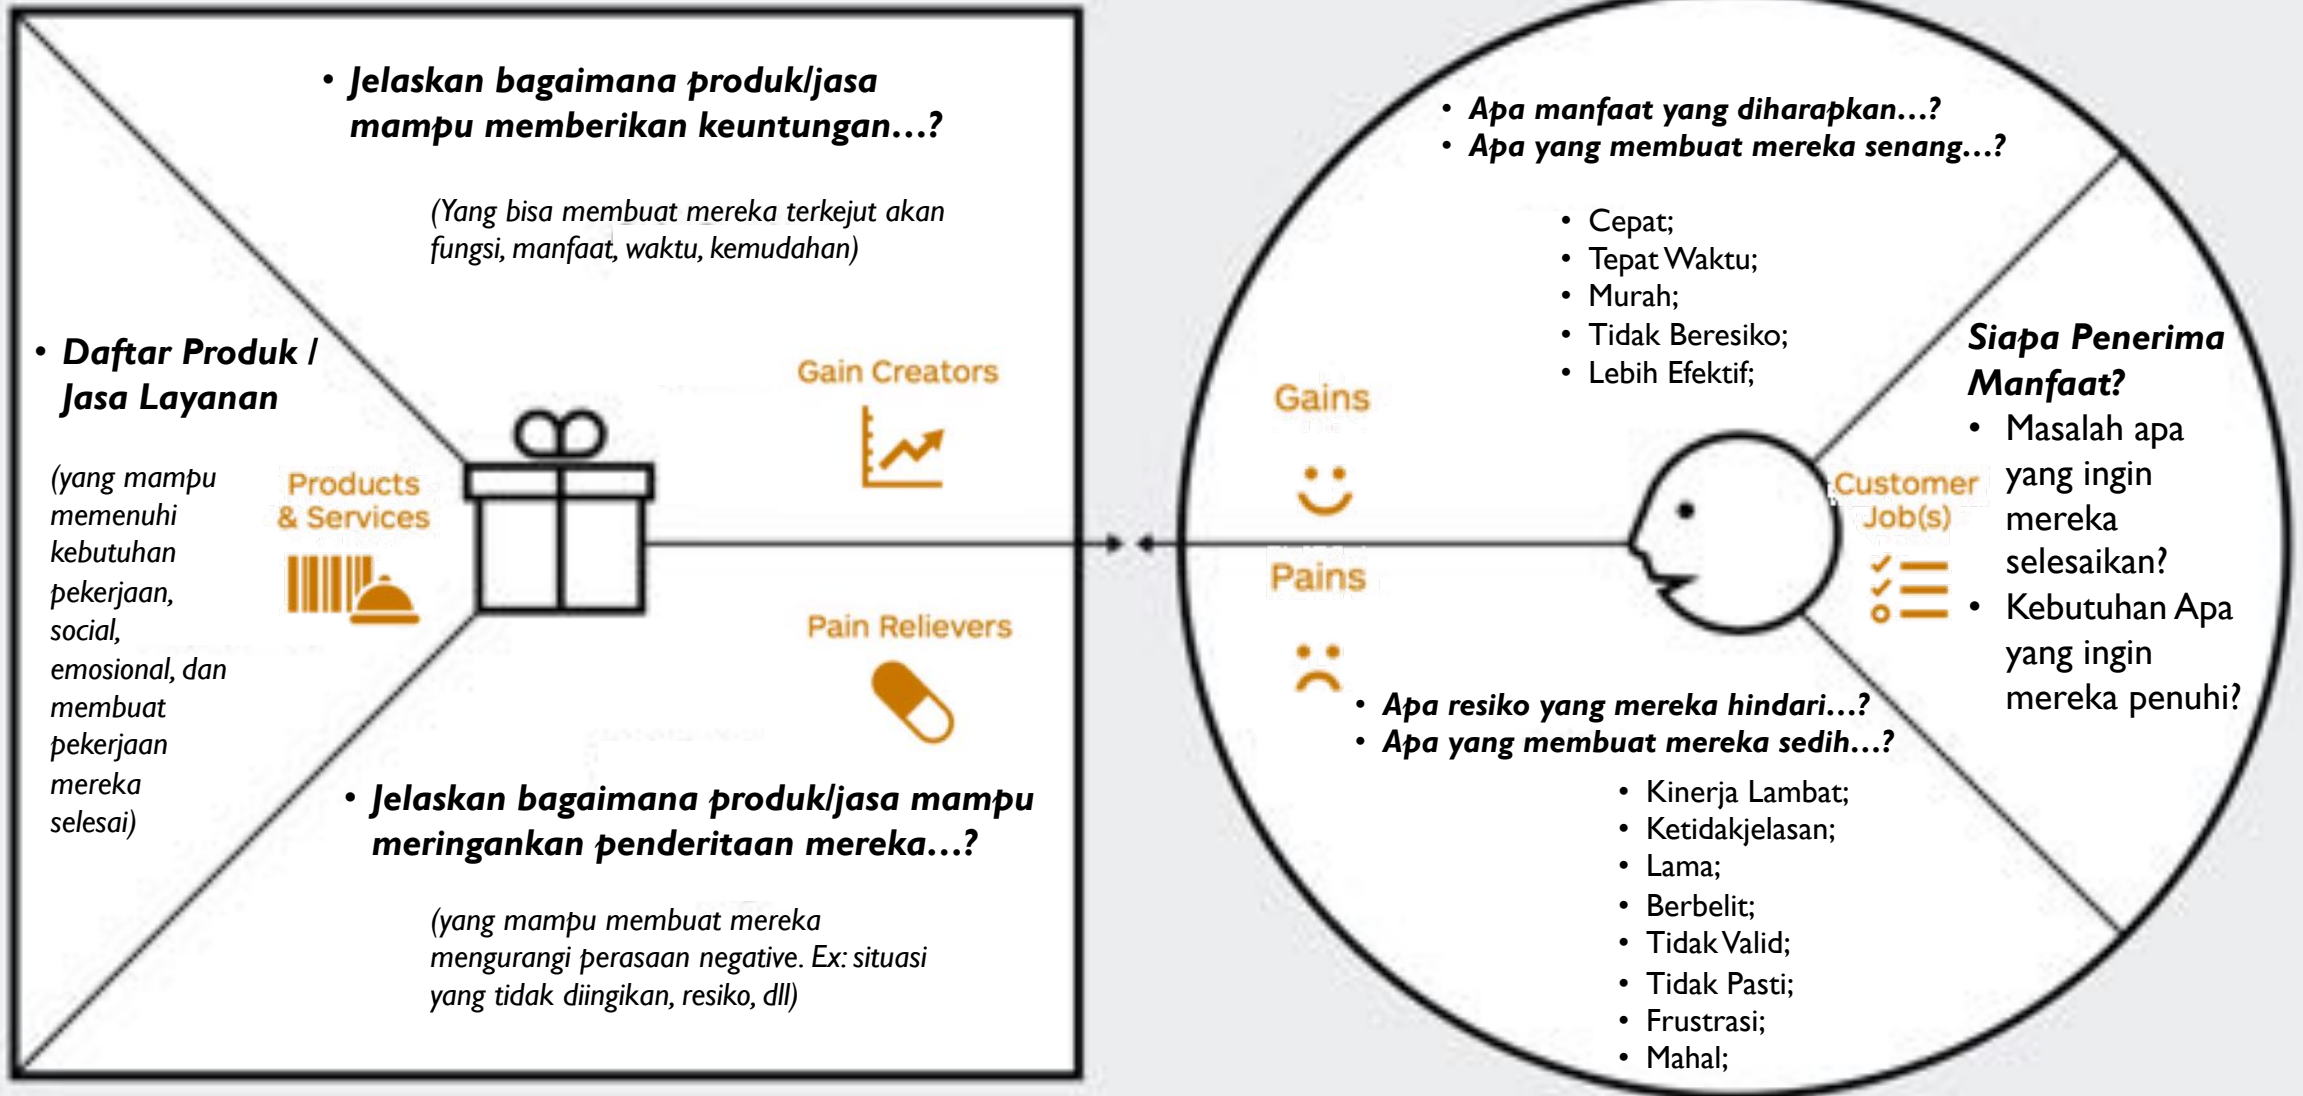 • Jelaskan bagaimana produk/jasa
mampu memberikan keuntungan...?
(Yang bisa membuat mereka terkejut akan
fungsi, manfaat, waktu, kemudahan)
• Daftar Produk /
Jasa Layanan
(yang mampu
memenuhi
kebutuhan
pekerjaan,
social,
emosional, dan
membuat
pekerjaan
mereka
selesai)
Products
& Services
Gain Creators
Pain Relievers
• Jelaskan bagaimana produk/jasa mampu
meringankan penderitaan mereka...?
(yang mampu membuat mereka
mengurangi perasaan negative. Ex: situasi
yang tidak diingikan, resiko, dll)
• Apa manfaat yang diharapkan...?
• Apa yang membuat mereka senang...?
• Cepat;
• Tepat Waktu;
• Murah;
• Tidak Beresiko;
• Lebih Efektif;
Gains
Pains
Customer
Job(s)
Siapa Penerima
Manfaat?
• Masalah apa
yang ingin
mereka
selesaikan?
• Kebutuhan Apa
yang ingin
mereka penuhi?
• Apa resiko yang mereka hindari...?
• Apa yang membuat mereka sedih...?
• Kinerja Lambat;
• Ketidakjelasan;
• Lama;
• Berbelit;
• Tidak Valid;
• Tidak Pasti;
• Frustrasi;
• Mahal;